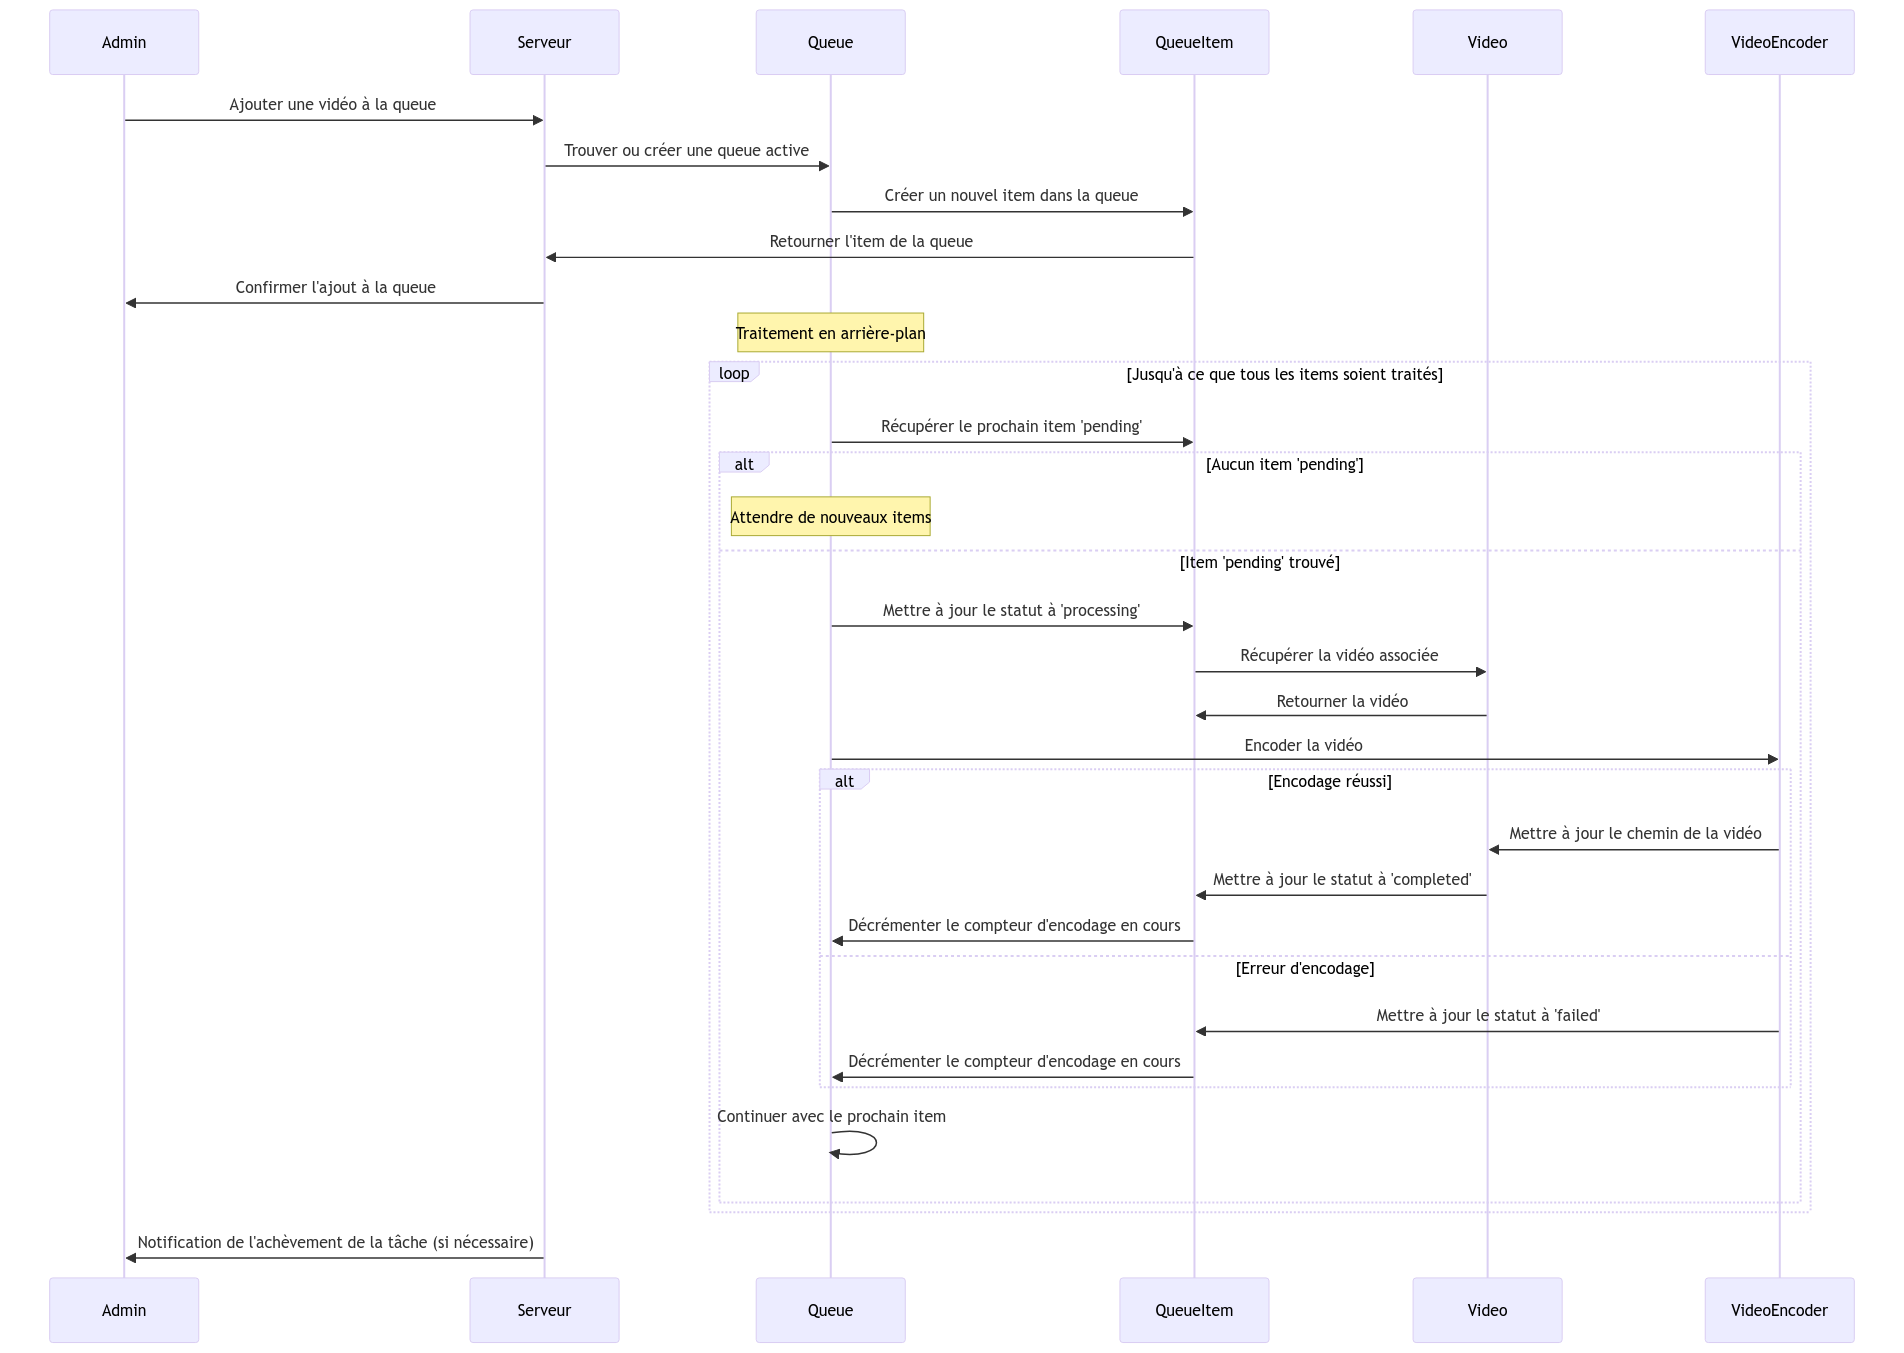 Admin
Serveur
Queue
QueueItem
Video
VideoEncoder
Ajouter une vidéo à la queue
Trouver ou créer une queue active
Créer un nouvel item dans la queue
Retourner l'item de la queue
Confirmer l'ajout à la queue
Traitement en arrière-plan
loop
[Jusqu'à ce que tous les items soient traités]
Récupérer le prochain item 'pending'
alt
[Aucun item 'pending']
Attendre de nouveaux items
[Item 'pending' trouvé]
Mettre à jour le statut à 'processing'
Récupérer la vidéo associée
Retourner la vidéo
Encoder la vidéo
alt
[Encodage réussi]
Mettre à jour le chemin de la vidéo
Mettre à jour le statut à 'completed'
Décrémenter le compteur d'encodage en cours
[Erreur d'encodage]
Mettre à jour le statut à 'failed'
Décrémenter le compteur d'encodage en cours
Continuer avec le prochain item
Notification de l'achèvement de la tâche (si nécessaire)
Admin
Serveur
Queue
QueueItem
Video
VideoEncoder